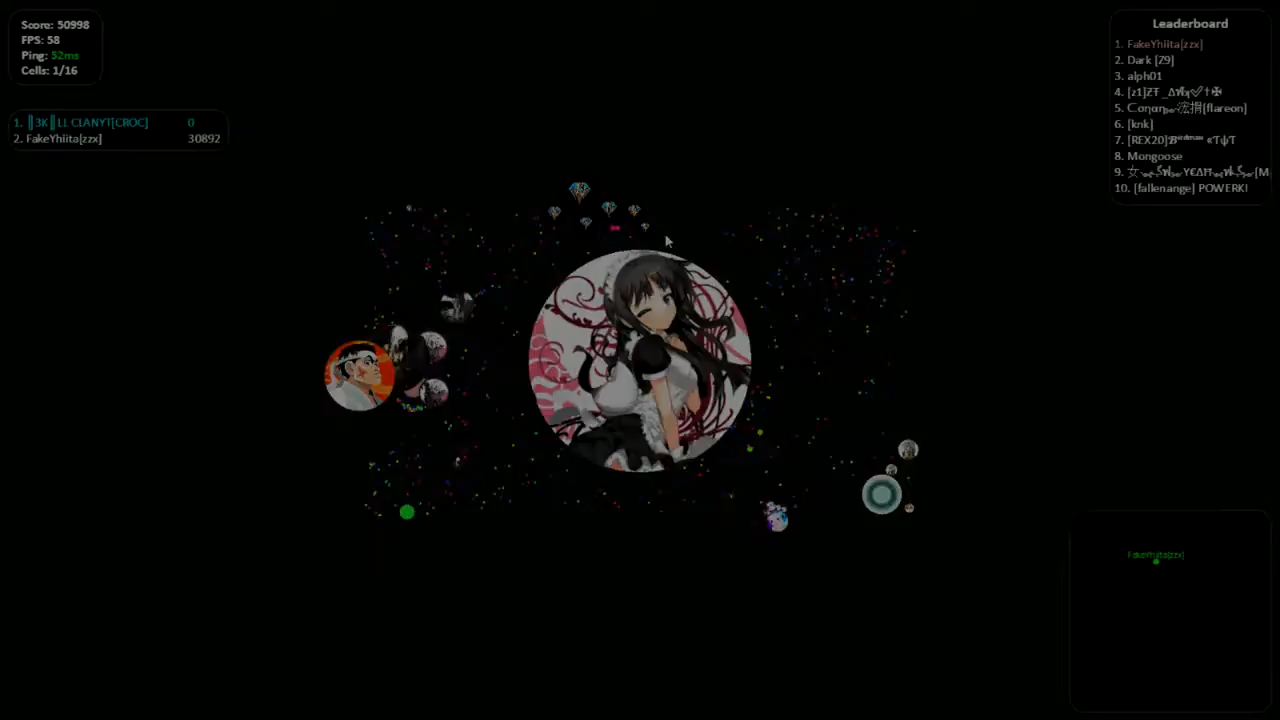 Score: 50998
FPS: 58
Ping: 52ms
Cells: 1/16
1. ║3K║LL CLANYT[CROC] 0
2. FakeYhiita[zzx] 30892
Leaderboard
1. FakeYhiita[zzx]
2. Dark [Z9]
3. alph01
4. [z1]
5. [flareon]
6. [knk]
7. [REX20]
8. Mongoose
9. 女
10. [fallenange] POWERK!
FakeYhiita[zzx]